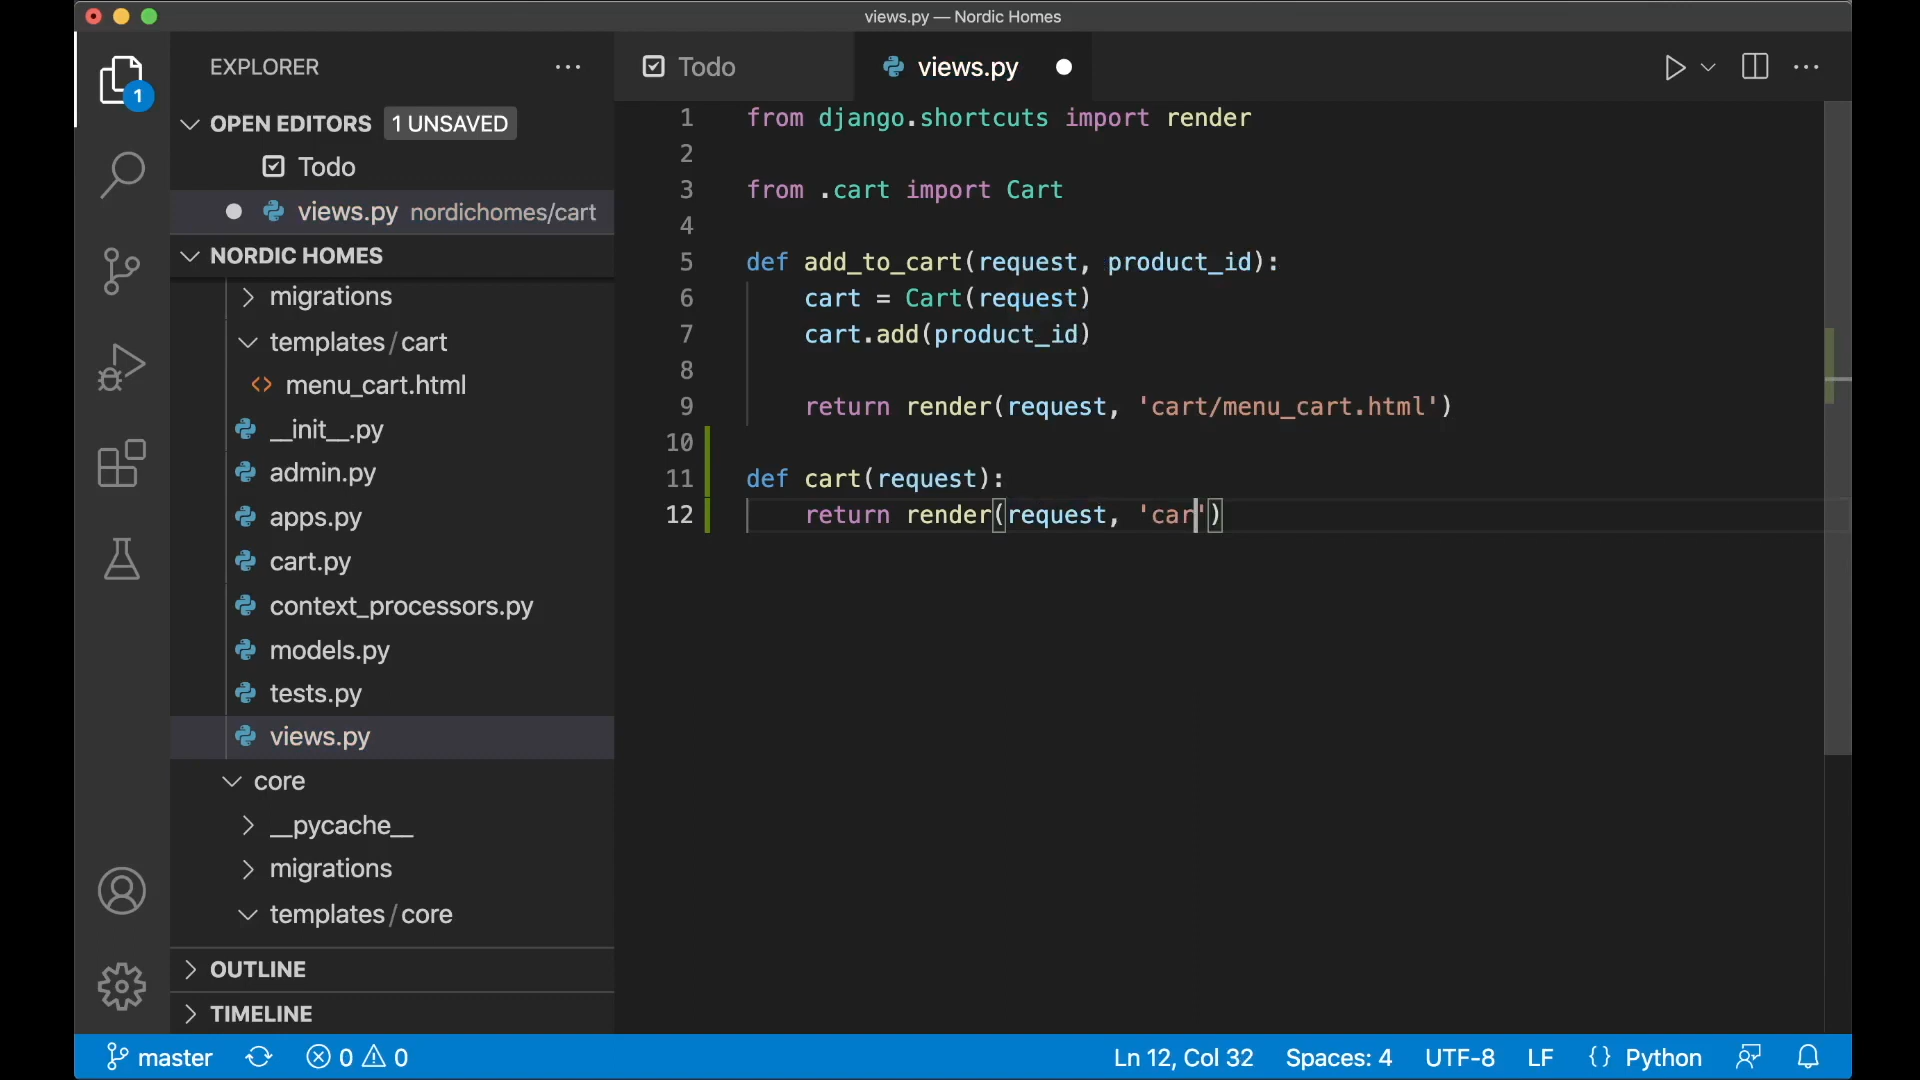 views.py — Nordic Homes
EXPLORER
1
OPEN EDITORS 1 UNSAVED
Todo
views.py nordichomes/cart
NORDIC HOMES
migrations
templates/cart
menu_cart.html
__init__.py
admin.py
apps.py
cart.py
context_processors.py
models.py
tests.py
views.py
core
__pycache__
migrations
templates/core
OUTLINE
TIMELINE
Todo
views.py
1 from django.shortcuts import render
2
3 from .cart import Cart
4
5 def add_to_cart(request, product_id):
6 cart = Cart(request)
7 cart.add(product_id)
8
9 return render(request, 'cart/menu_cart.html')
10
11 def cart(request):
12 return render(request, 'car')
master 0 0 Ln 12, Col 32 Spaces: 4 UTF-8 LF {} Python